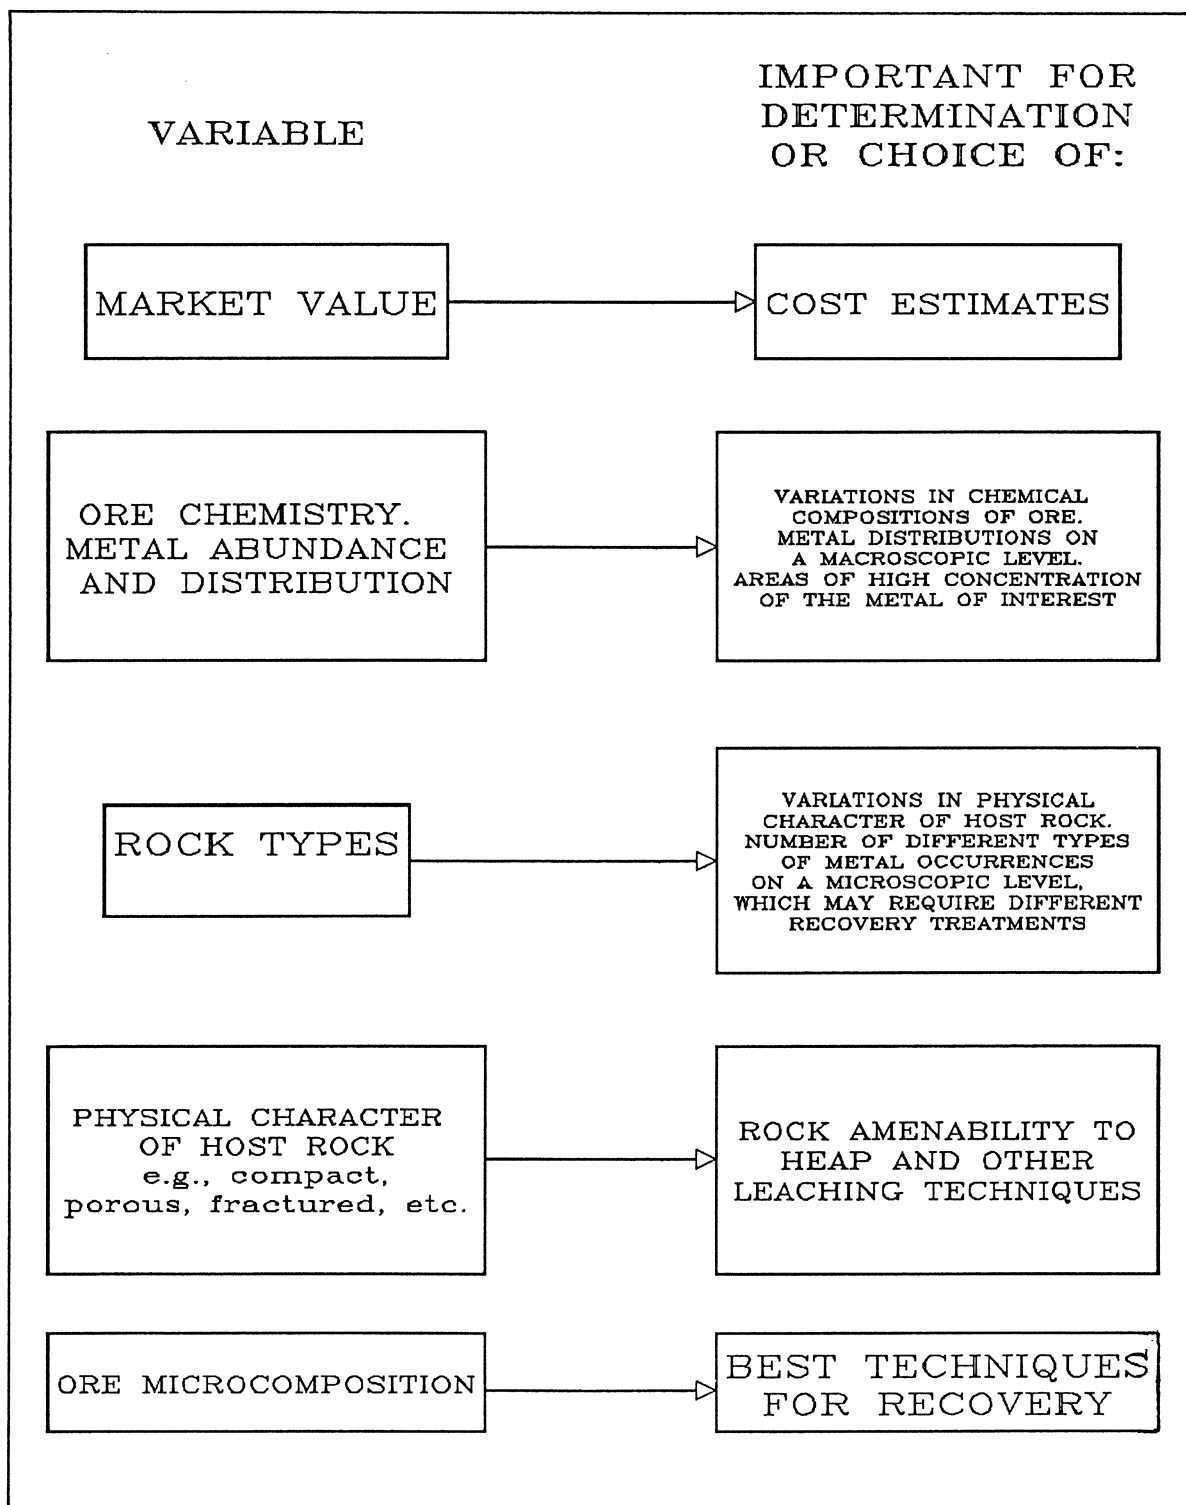 VARIABLE
IMPORTANT FOR
DETERMINATION
OR CHOICE OF:
MARKET VALUE
COST ESTIMATES
ORE CHEMISTRY.
METAL ABUNDANCE
AND DISTRIBUTION
VARIATIONS IN CHEMICAL
COMPOSITIONS OF ORE.
METAL DISTRIBUTIONS ON
A MACROSCOPIC LEVEL.
AREAS OF HIGH CONCENTRATION
OF THE METAL OF INTEREST
ROCK TYPES
VARIATIONS IN PHYSICAL
CHARACTER OF HOST ROCK.
NUMBER OF DIFFERENT TYPES
OF METAL OCCURRENCES
ON A MICROSCOPIC LEVEL,
WHICH MAY REQUIRE DIFFERENT
RECOVERY TREATMENTS
PHYSICAL CHARACTER
OF HOST ROCK
e.g., compact,
porous, fractured, etc.
ROCK AMENABILITY TO
HEAP AND OTHER
LEACHING TECHNIQUES
ORE MICROCOMPOSITION
BEST TECHNIQUES
FOR RECOVERY